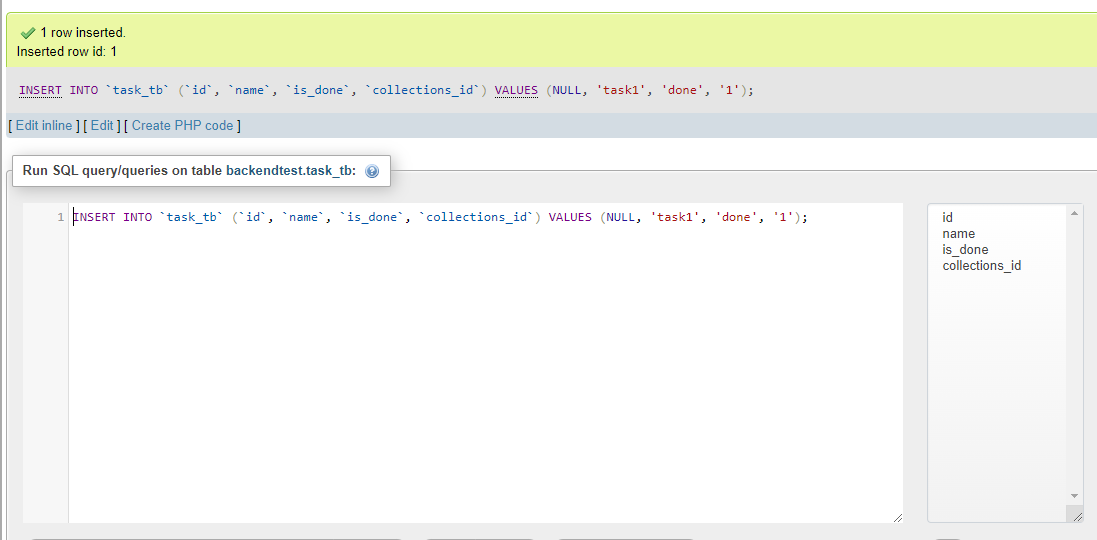 1 row inserted.
Inserted row id: 1
INSERT INTO `task_tb` (`id`, `name`, `is_done`, `collections_id`) VALUES (NULL, 'task1', 'done', '1');
[ Edit inline ] [ Edit ] [ Create PHP code ]
Run SQL query/queries on table backendtest.task_tb:
1 INSERT INTO `task_tb` (`id`, `name`, `is_done`, `collections_id`) VALUES (NULL, 'task1', 'done', '1');
id
name
is_done
collections_id